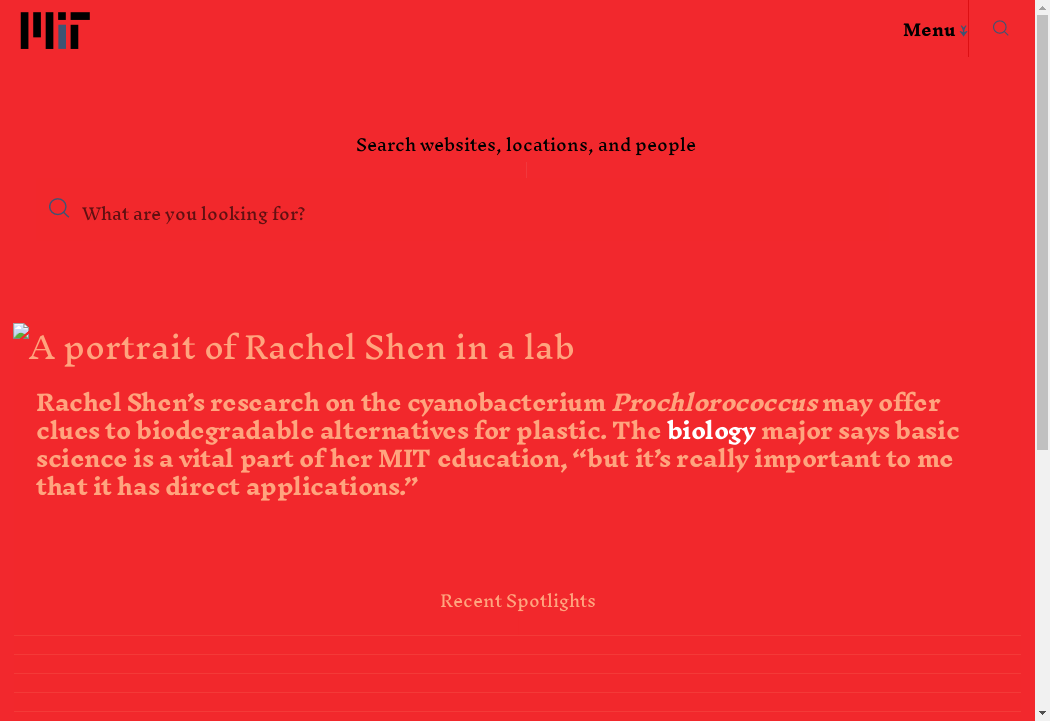 MIT
Menu
Search websites, locations, and people
What are you looking for?
A portrait of Rachel Shen in a lab
Rachel Shen’s research on the cyanobacterium Prochlorococcus may offer
clues to biodegradable alternatives for plastic. The biology major says basic
science is a vital part of her MIT education, “but it’s really important to me
that it has direct applications.”
Recent Spotlights